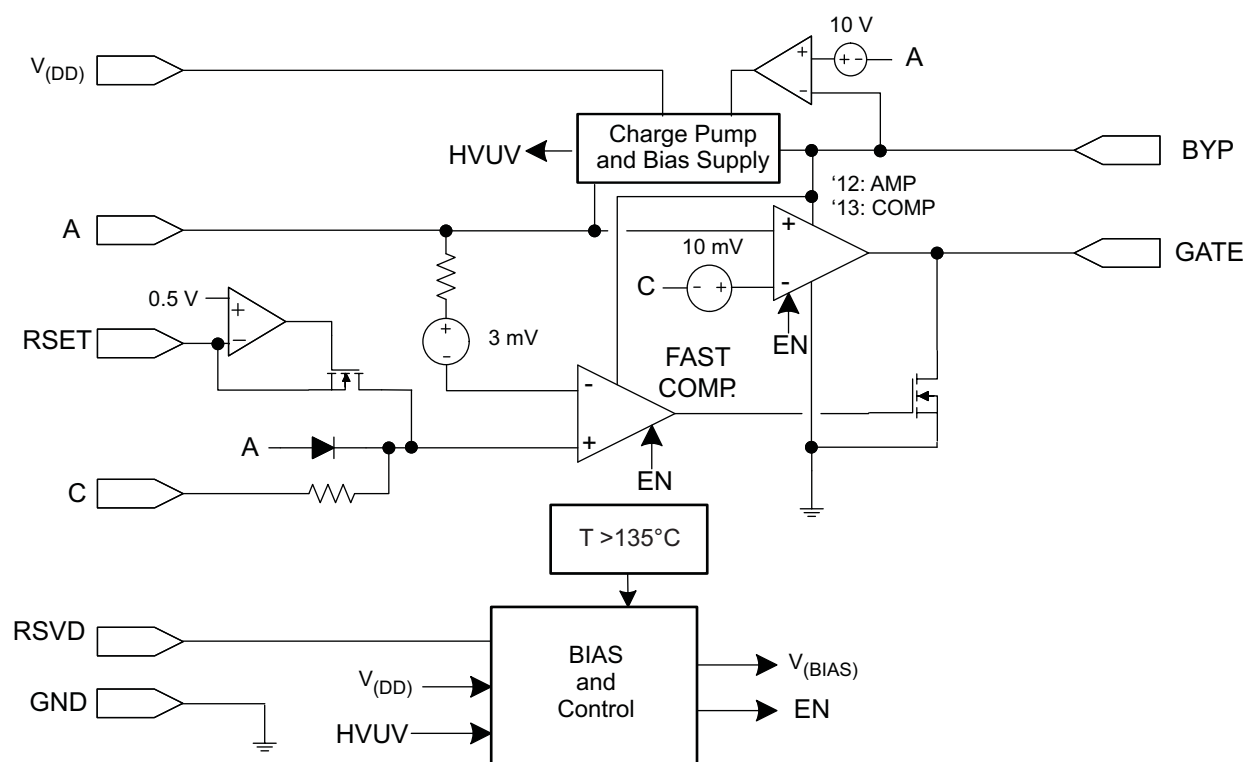 10 V
+
-
+ -
A
V(DD)
Charge Pump
and Bias Supply
HVUV
BYP
'12: AMP
'13: COMP
A
+
-
10 mV
C
- +
GATE
EN
0.5 V
+
-
RSET
+
-
3 mV
FAST
COMP.
-
+
A
EN
C
T >135°C
RSVD
BIAS
and
Control
V(DD)
V(BIAS)
GND
EN
HVUV